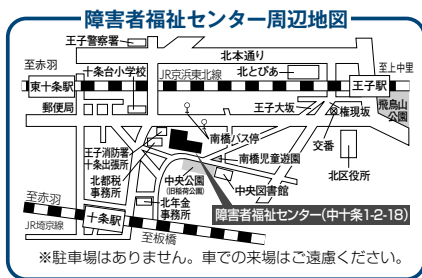 障害者福祉センター周辺地図
王子警察署
北本通り
至赤羽
十条台小学校
JR京浜東北線
北とぴあ
至上中里
東十条駅
王子駅
郵便局
王子大坂
権現坂
飛鳥山
公園
南橋バス停
交番
王子消防署
十条出張所
南橋児童遊園
北区役所
北都税
事務所
中央公園
(旧稲荷公園)
中央図書館
至赤羽
十条駅
北年金
事務所
障害者福祉センター(中十条1-2-18)
JR埼京線
至板橋
※駐車場はありません。車での来場はご遠慮ください。